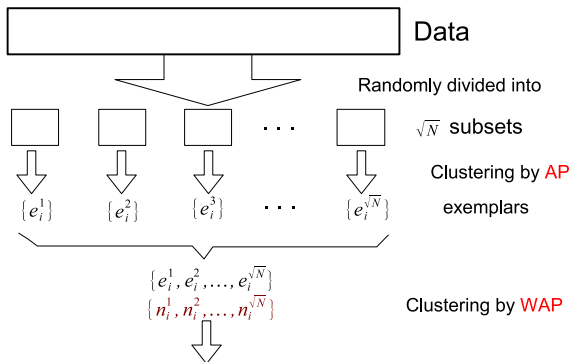 Data
Randomly divided into
· · · √N subsets
Clustering by AP
{e_i^1} {e_i^2} {e_i^3} · · · {e_i^√N} exemplars
{e_i^1, e_i^2, ..., e_i^√N}
{n_i^1, n_i^2, ..., n_i^√N}
Clustering by WAP